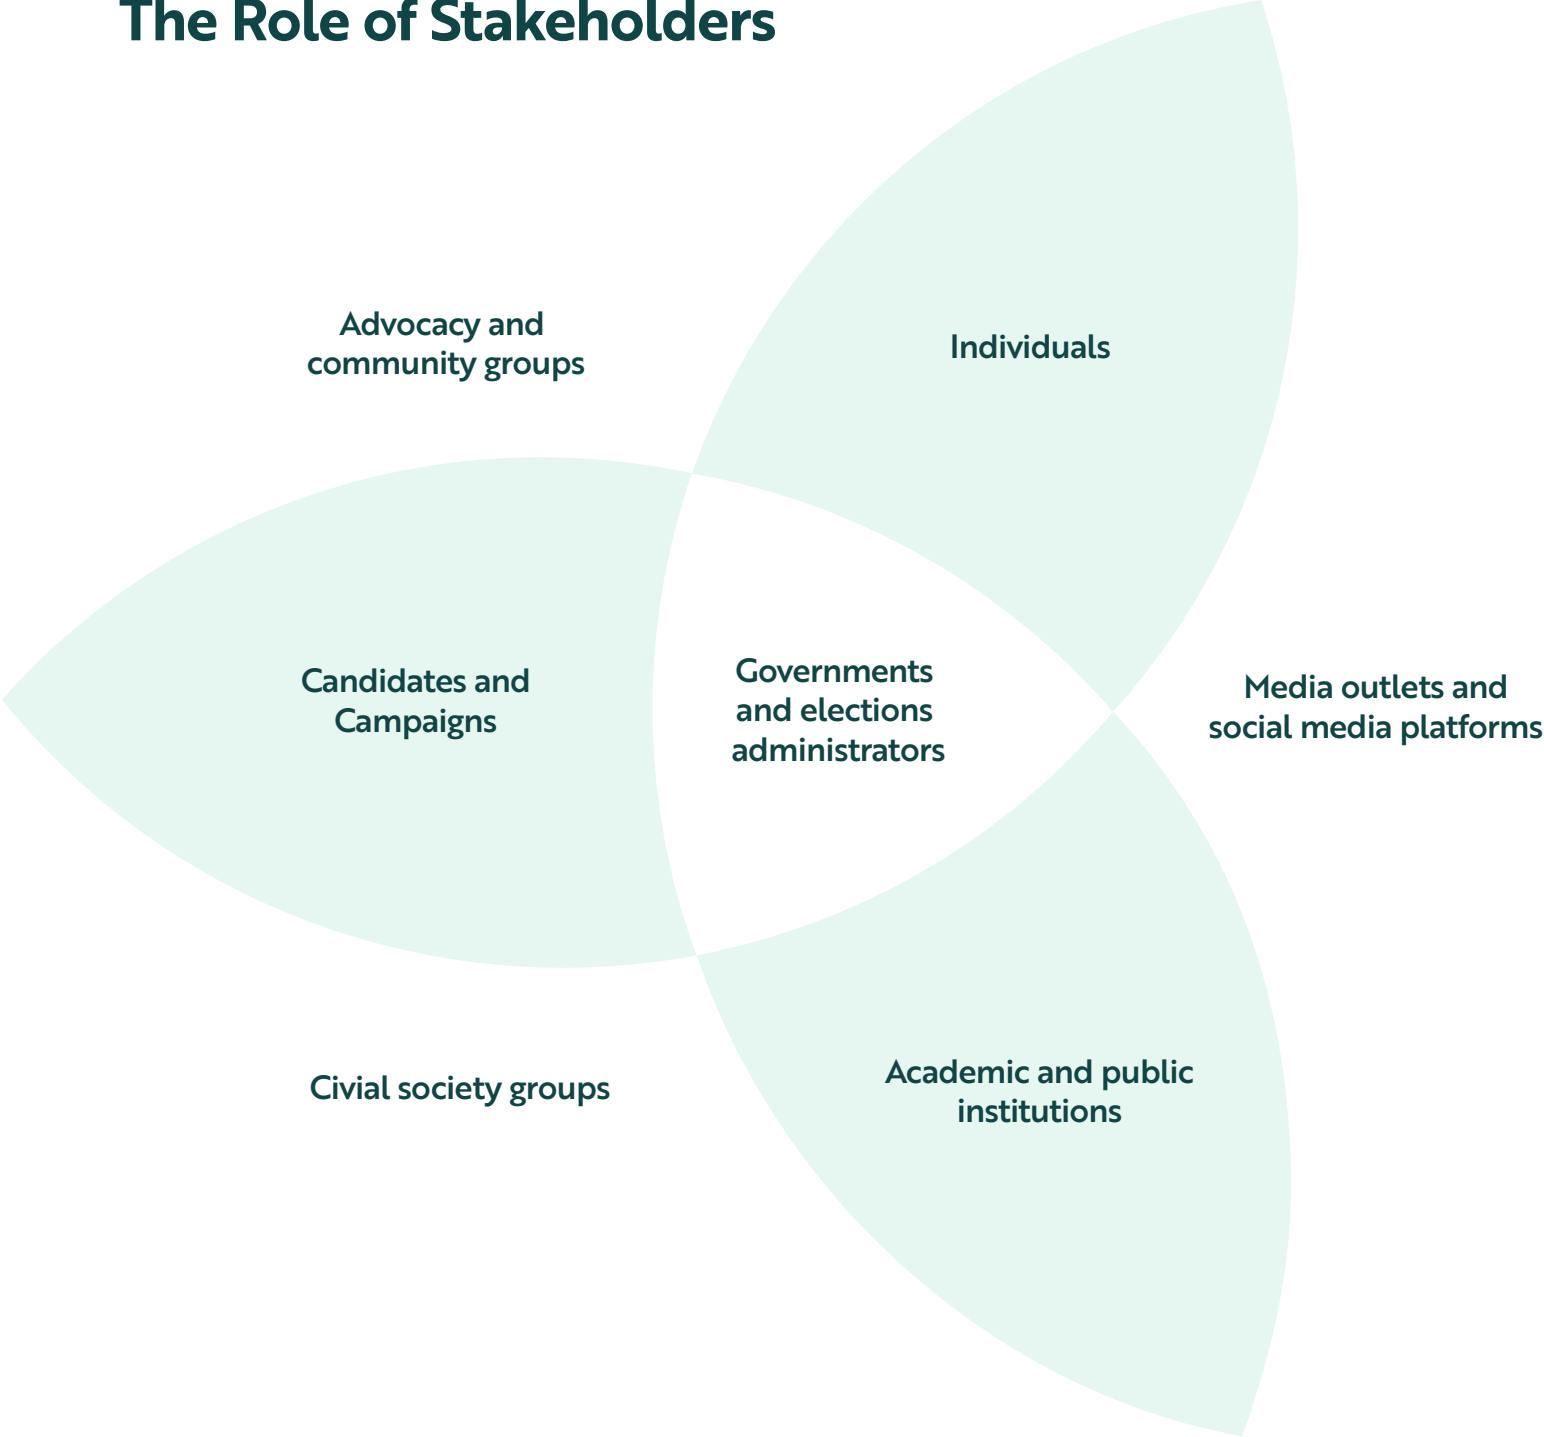 The Role of Stakeholders
Advocacy and
community groups
Individuals
Candidates and
Campaigns
Governments
and elections
administrators
Media outlets and
social media platforms
Civial society groups
Academic and public
institutions